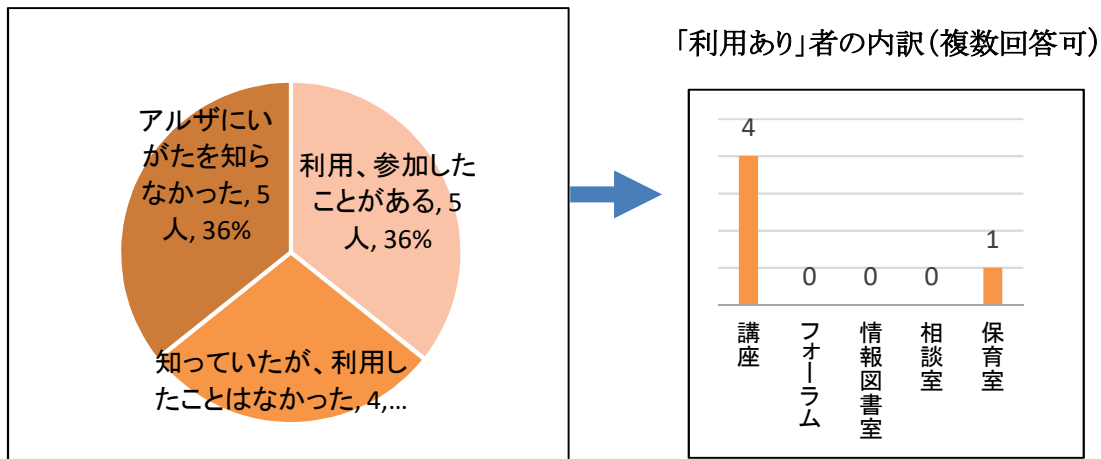 「利用あり」者の内訳（複数回答可）
アルザにい
がたを知ら
なかった, 5
人, 36%
利用、参加した
ことがある, 5
人, 36%
知っていたが、利用し
たことはなかった, 4,...
4
0
0
0
1
講座
フォーラム
情報図書室
相談室
保育室